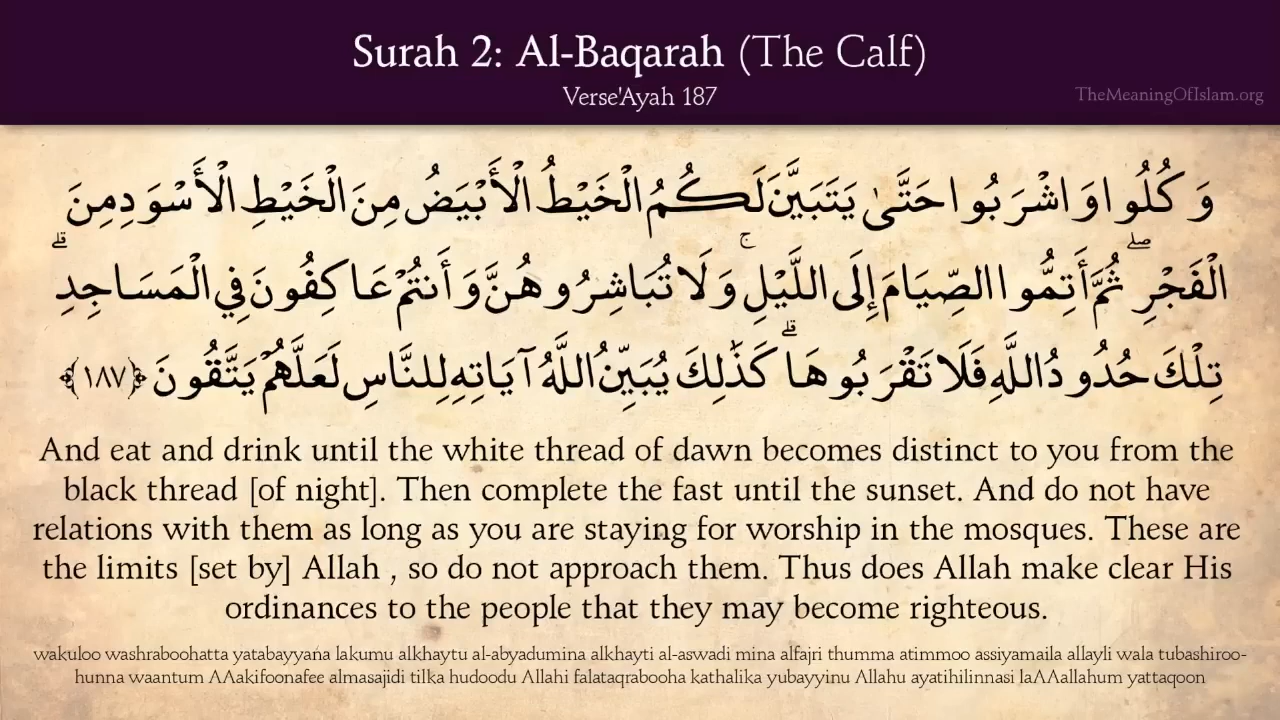 Surah 2: Al-Baqarah (The Calf)
Verse'Ayah 187
TheMeaningOfIslam.org
وَكُلُوا وَاشْرَبُوا حَتَّىٰ يَتَبَيَّنَ لَكُمُ الْخَيْطُ الْأَبْيَضُ مِنَ الْخَيْطِ الْأَسْوَدِ مِنَ
الْفَجْرِ ۖ ثُمَّ أَتِمُّوا الصِّيَامَ إِلَى اللَّيْلِ ۚ وَلَا تُبَاشِرُوهُنَّ وَأَنتُمْ عَاكِفُونَ فِي الْمَسَاجِدِ ۗ
تِلْكَ حُدُودُ اللَّهِ فَلَا تَقْرَبُوهَا ۗ كَذَٰلِكَ يُبَيِّنُ اللَّهُ آيَاتِهِ لِلنَّاسِ لَعَلَّهُمْ يَتَّقُونَ ﴿١٨٧﴾
And eat and drink until the white thread of dawn becomes distinct to you from the
black thread [of night]. Then complete the fast until the sunset. And do not have
relations with them as long as you are staying for worship in the mosques. These are
the limits [set by] Allah , so do not approach them. Thus does Allah make clear His
ordinances to the people that they may become righteous.
wakuloo washraboohatta yatabayyana lakumu alkhaytu al-abyadumina alkhayti al-aswadi mina alfajri thumma atimmoo assiyamaila allayli wala tubashiroo-
hunna waantum AAakifoonafee almasajidi tilka hudoodu Allahi falataqrabooha kathalika yubayyinu Allahu ayatihilinnasi laAAallahum yattaqoon